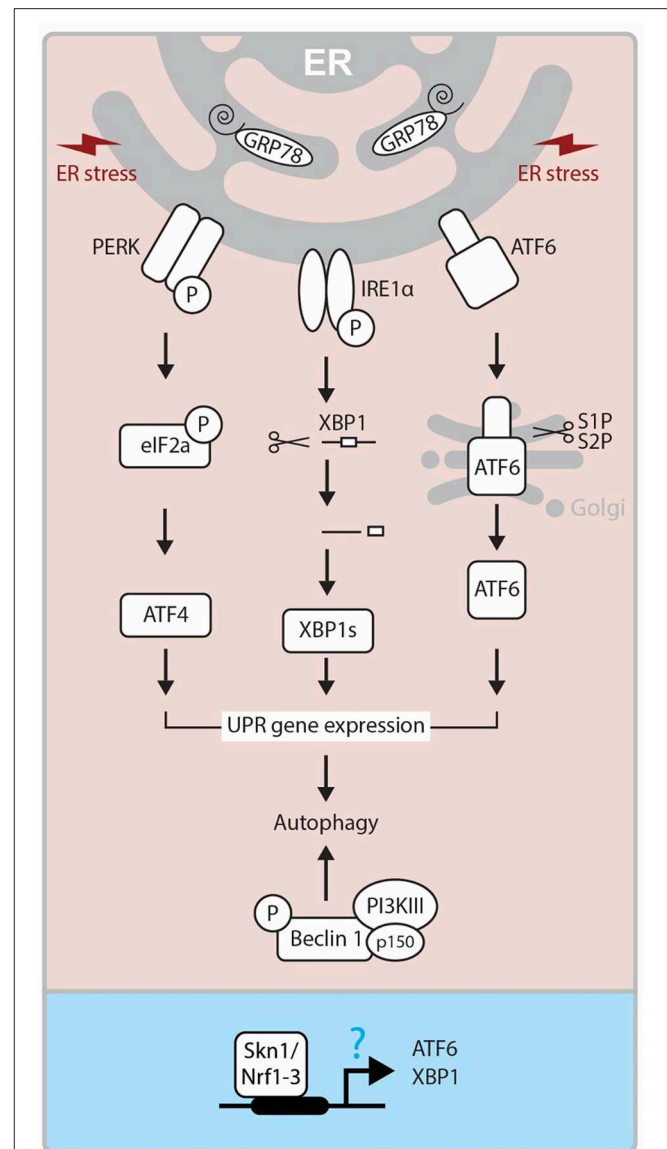 ER
GRP78
GRP78
ER stress
ER stress
PERK
P
IRE1α
P
ATF6
eIF2a
P
XBP1
S1P
S2P
ATF6
Golgi
ATF4
XBP1s
ATF6
UPR gene expression
Autophagy
P
Beclin 1
PI3KIII
p150
Skn1/
Nrf1-3
?
ATF6
XBP1